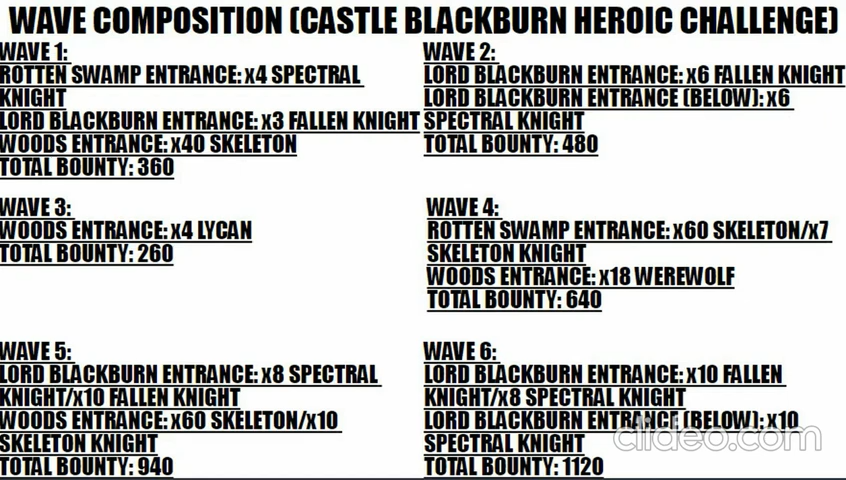 WAVE COMPOSITION (CASTLE BLACKBURN HEROIC CHALLENGE)
WAVE 1:
ROTTEN SWAMP ENTRANCE: x4 SPECTRAL
KNIGHT
LORD BLACKBURN ENTRANCE: x3 FALLEN KNIGHT
WOODS ENTRANCE: x40 SKELETON
TOTAL BOUNTY: 360
WAVE 2:
LORD BLACKBURN ENTRANCE: x6 FALLEN KNIGHT
LORD BLACKBURN ENTRANCE (BELOW): x6
SPECTRAL KNIGHT
TOTAL BOUNTY: 480
WAVE 3:
WOODS ENTRANCE: x4 LYCAN
TOTAL BOUNTY: 260
WAVE 4:
ROTTEN SWAMP ENTRANCE: x60 SKELETON/x7
SKELETON KNIGHT
WOODS ENTRANCE: x18 WEREWOLF
TOTAL BOUNTY: 640
WAVE 5:
LORD BLACKBURN ENTRANCE: x8 SPECTRAL
KNIGHT/x10 FALLEN KNIGHT
WOODS ENTRANCE: x60 SKELETON/x10
SKELETON KNIGHT
TOTAL BOUNTY: 940
WAVE 6:
LORD BLACKBURN ENTRANCE: x10 FALLEN
KNIGHT/x8 SPECTRAL KNIGHT
LORD BLACKBURN ENTRANCE (BELOW): x10
SPECTRAL KNIGHT
TOTAL BOUNTY: 1120
clideo.com